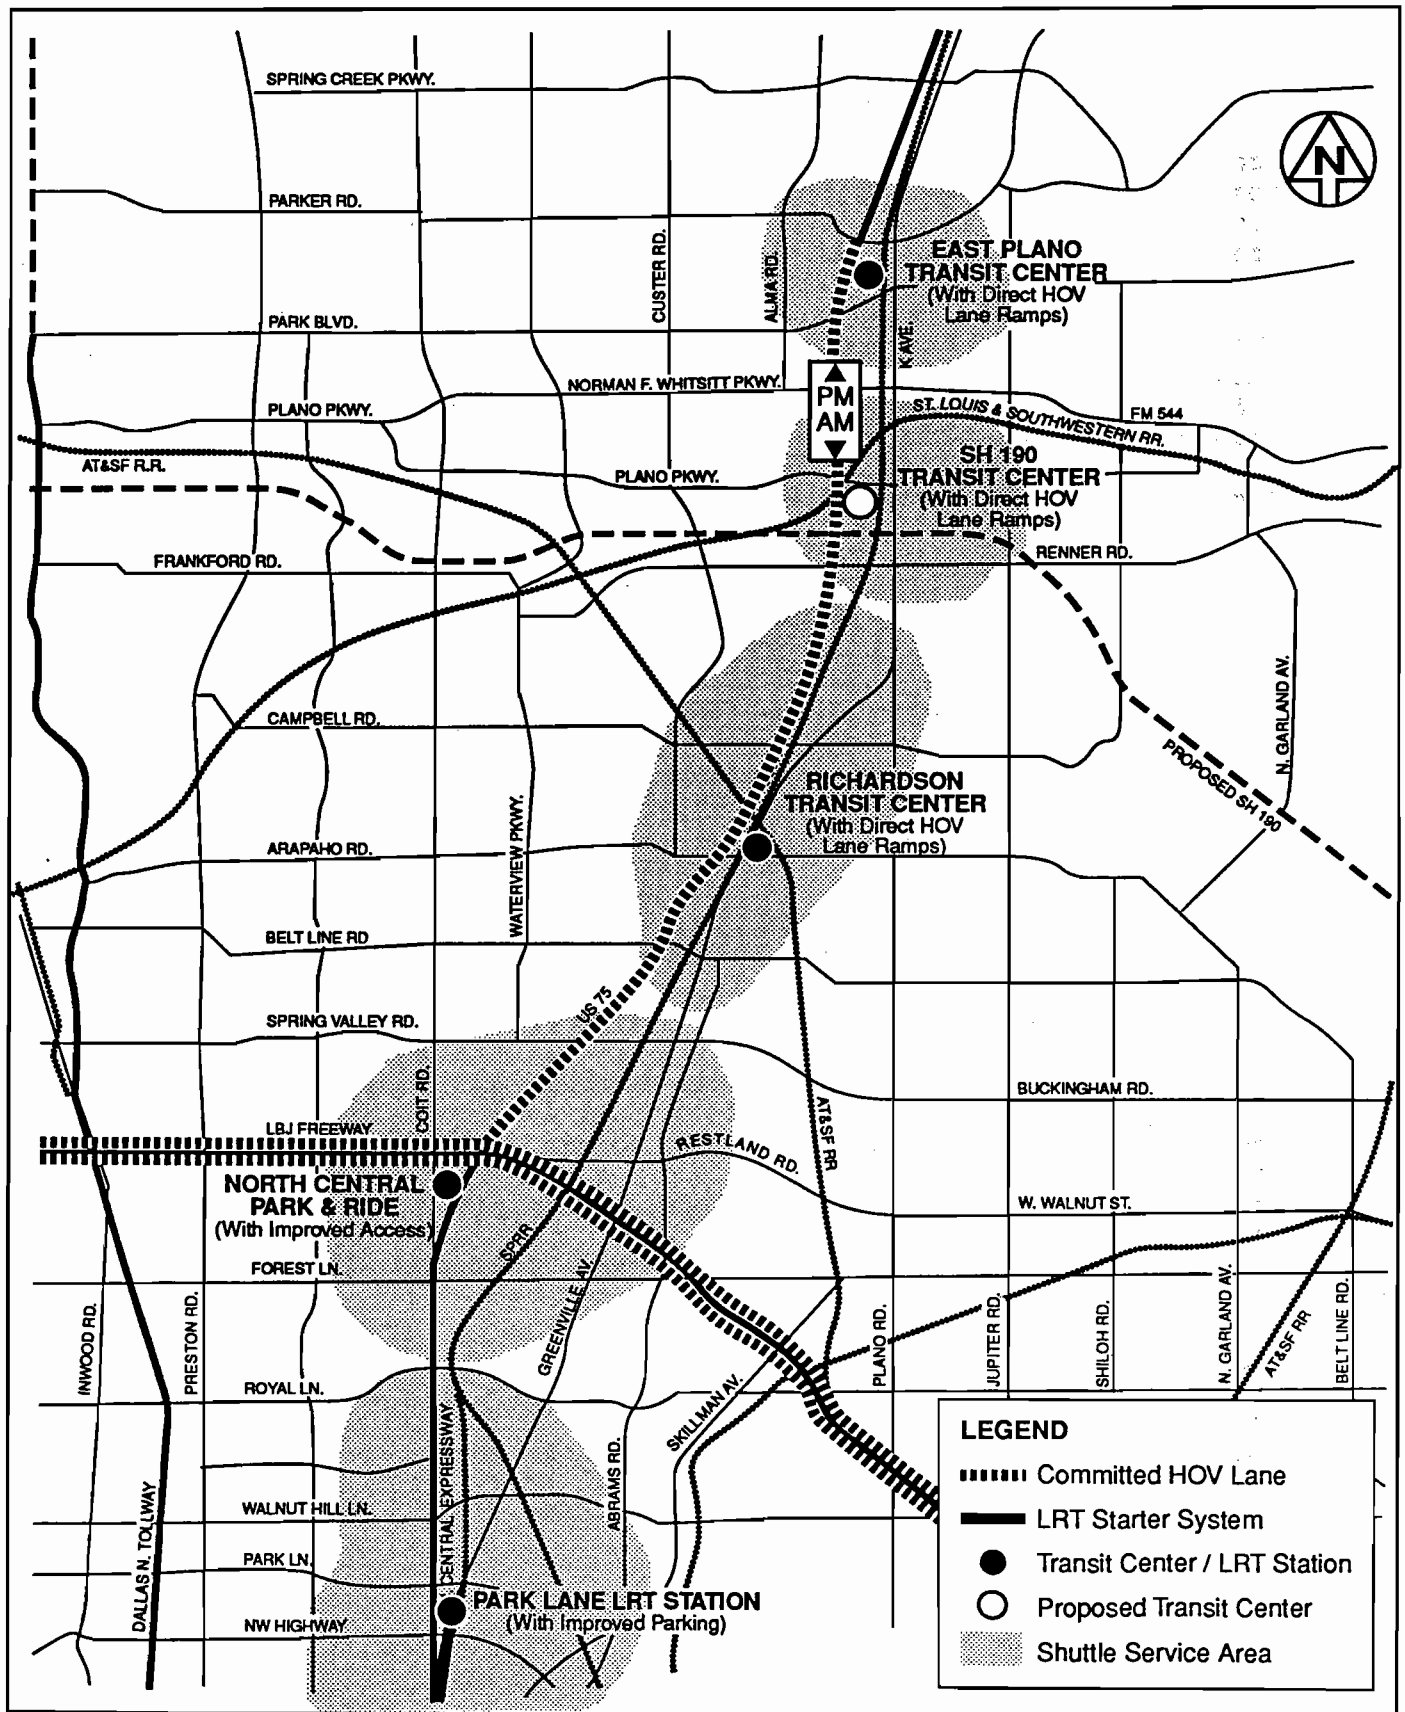 SPRING CREEK PKWY.
N
PARKER RD.
CUSTER RD.
ALMA RD.
EAST PLANO
TRANSIT CENTER
(With Direct HOV
Lane Ramps)
PARK BLVD.
K AVE.
NORMAN F. WHITSITT PKWY.
PM
AM
PLANO PKWY.
ST. LOUIS & SOUTHWESTERN RR.
FM 544
AT&SF R.R.
PLANO PKWY.
SH 190
TRANSIT CENTER
(With Direct HOV
Lane Ramps)
FRANKFORD RD.
RENNER RD.
N. GARLAND AV.
CAMPBELL RD.
PROPOSED SH 190
RICHARDSON
TRANSIT CENTER
(With Direct HOV
Lane Ramps)
ARAPAHO RD.
WATERVIEW PKWY.
BELT LINE RD
US 75
SPRING VALLEY RD.
COIT RD.
BUCKINGHAM RD.
AT&SF RR
LBJ FREEWAY
RESTLAND RD.
NORTH CENTRAL
PARK & RIDE
(With Improved Access)
W. WALNUT ST.
SPRR
FOREST LN.
GREENVILLE AV.
INWOOD RD.
PRESTON RD.
PLANO RD.
JUPITER RD.
SHILOH RD.
N. GARLAND AV.
AT&SF RR
BELT LINE RD.
ROYAL LN.
SKILLMAN AV.
CENTRAL EXPRESSWAY
ABRAMS RD.
WALNUT HILL LN.
DALLAS N. TOLLWAY
PARK LN.
PARK LANE LRT STATION
(With Improved Parking)
NW HIGHWAY
LEGEND
Committed HOV Lane
LRT Starter System
Transit Center / LRT Station
Proposed Transit Center
Shuttle Service Area